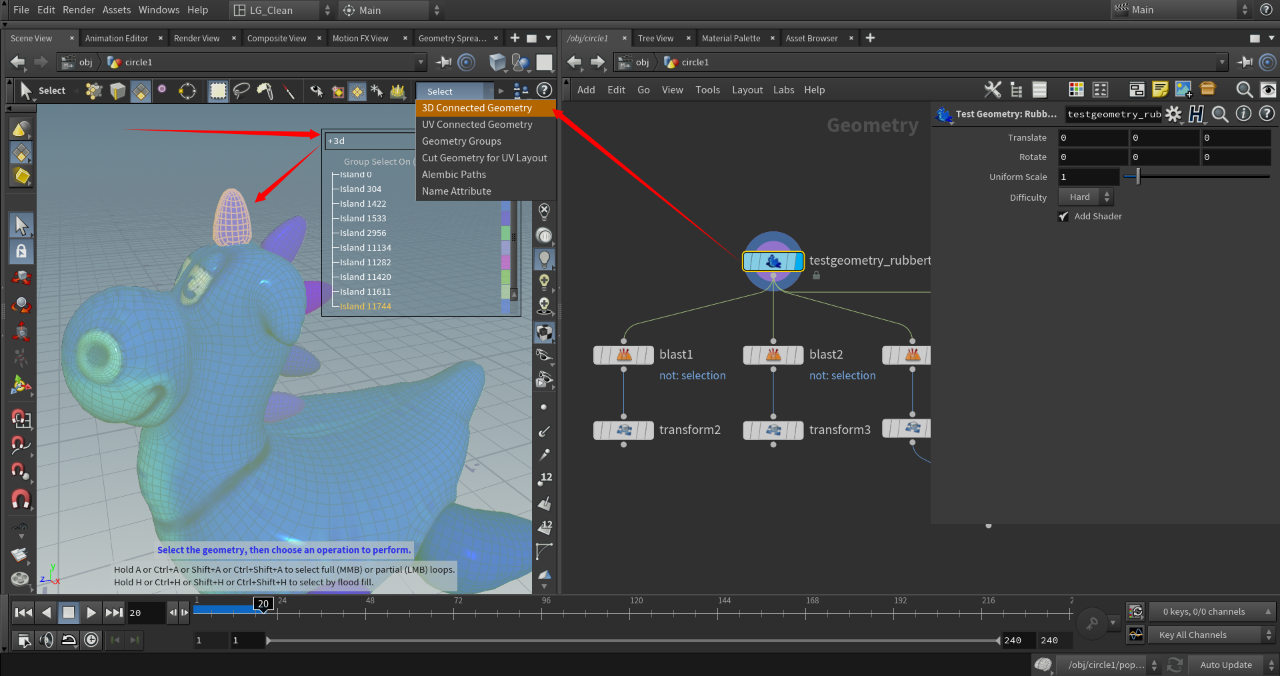 File Edit Render Assets Windows Help LG_Clean Main Main
Scene View Animation Editor Render View Composite View Motion FX View Geometry Sprea... /obj/circle1 Tree View Material Palette Asset Browser
obj circle1 obj circle1
Select Select
Add Edit Go View Tools Layout Labs Help
3D Connected Geometry
UV Connected Geometry
Geometry Groups
Cut Geometry for UV Layout
Alembic Paths
Name Attribute
+3d
Group Select On (
Island 0
Island 304
Island 1422
Island 1533
Island 2956
Island 11134
Island 11282
Island 11420
Island 11611
Island 11744
12
12
Select the geometry, then choose an operation to perform.
Hold A or Ctrl+A or Shift+A or Ctrl+Shift+A to select full (MMB) or partial (LMB) loops.
Hold H or Ctrl+H or Shift+H or Ctrl+Shift+H to select by flood fill.
y
z x
Geometry
testgeometry_rubbert
blast1
not: selection
blast2
not: selection
transform2
transform3
Test Geometry: Rubb... testgeometry_rub
Translate 0 0 0
Rotate 0 0 0
Uniform Scale 1
Difficulty Hard
Add Shader
20 1 20 24 48 72 96 120 144 168 192 216 2
0 keys, 0/0 channels
1 1 240 240
Key All Channels
/obj/circle1/pop... Auto Update